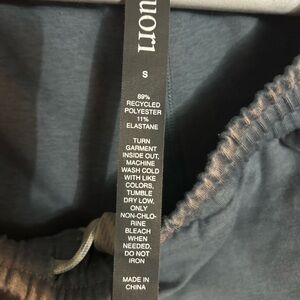 uori
S
89%
RECYCLED
POLYESTER
11%
ELASTANE
TURN
GARMENT
INSIDE OUT,
MACHINE
WASH COLD
WITH LIKE
COLORS,
TUMBLE
DRY LOW,
ONLY
NON-CHLO-
RINE
BLEACH
WHEN
NEEDED,
DO NOT
IRON
MADE IN
CHINA